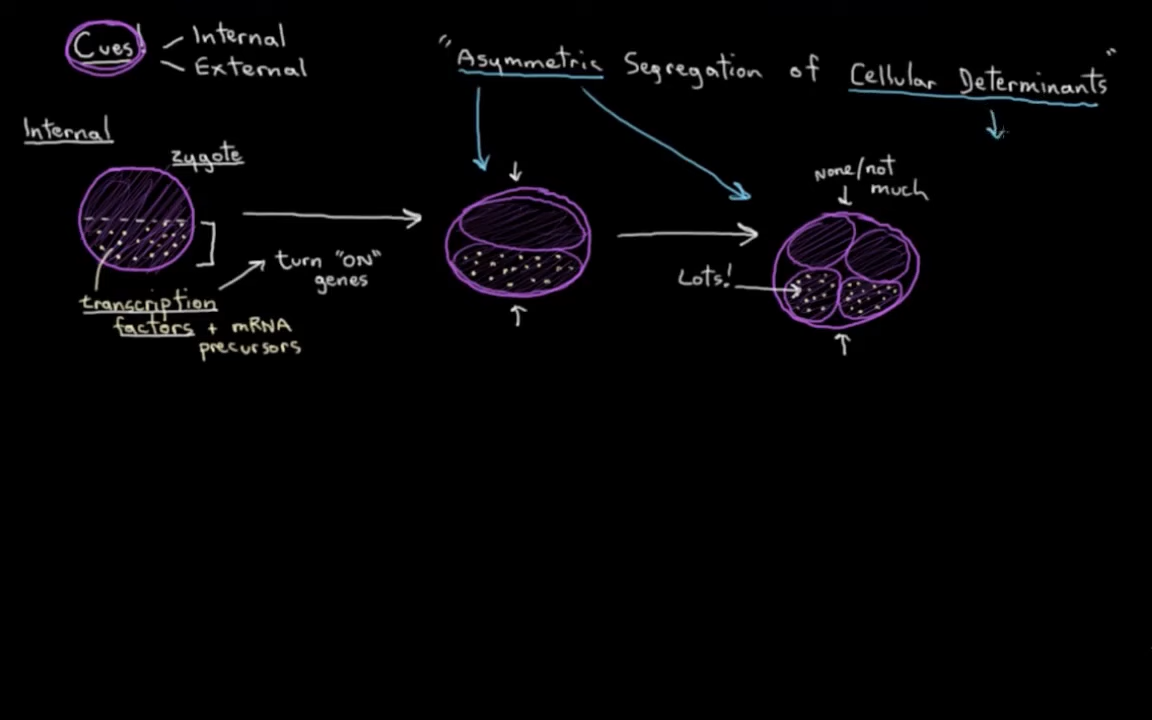 Cues!
Internal
External
"Asymmetric Segregation of Cellular Determinants"
Internal
zygote
transcription
factors + mRNA
precursors
turn "ON"
genes
None/not
much
Lots!